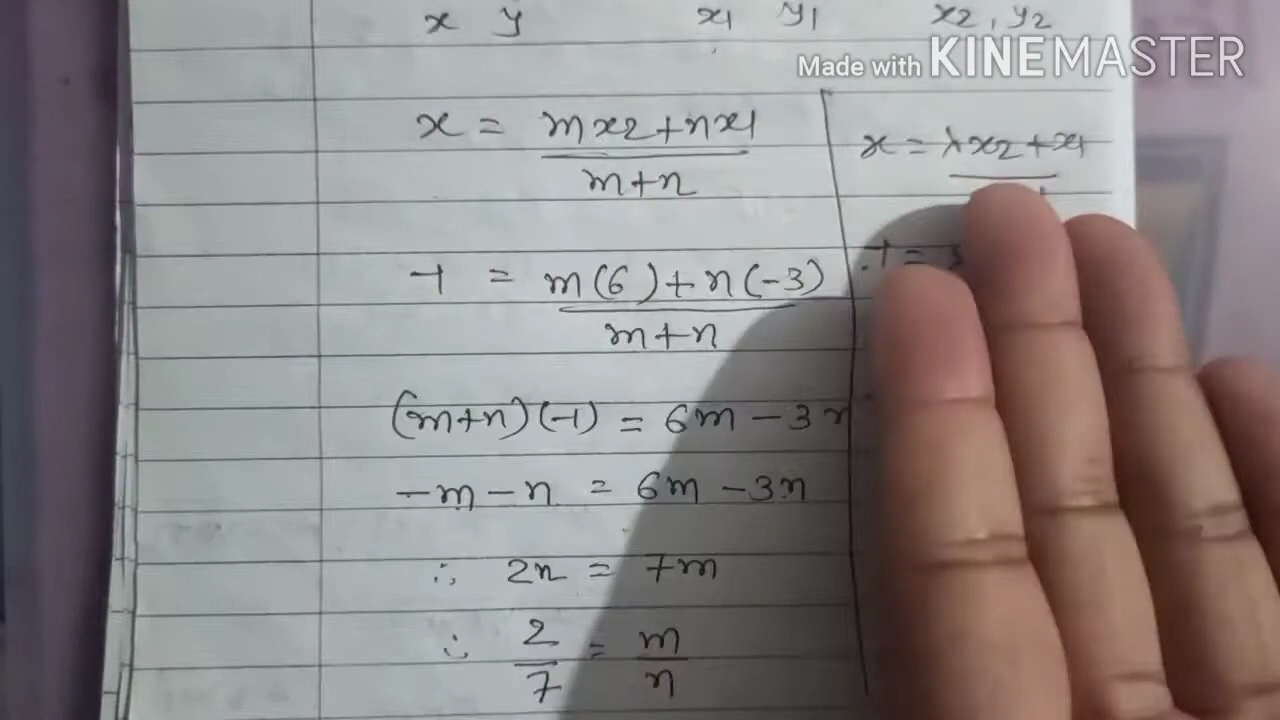 x y x1 y1 x2, y2
Made with KINEMASTER
x = mx2+nx1 / m+n
x = λx2+x1
-1 = m(6)+n(-3) / m+n
-1 =
(m+n)(-1) = 6m-3n
-m-n = 6m-3n
∴ 2n = 7m
∴ 2/7 = m/n